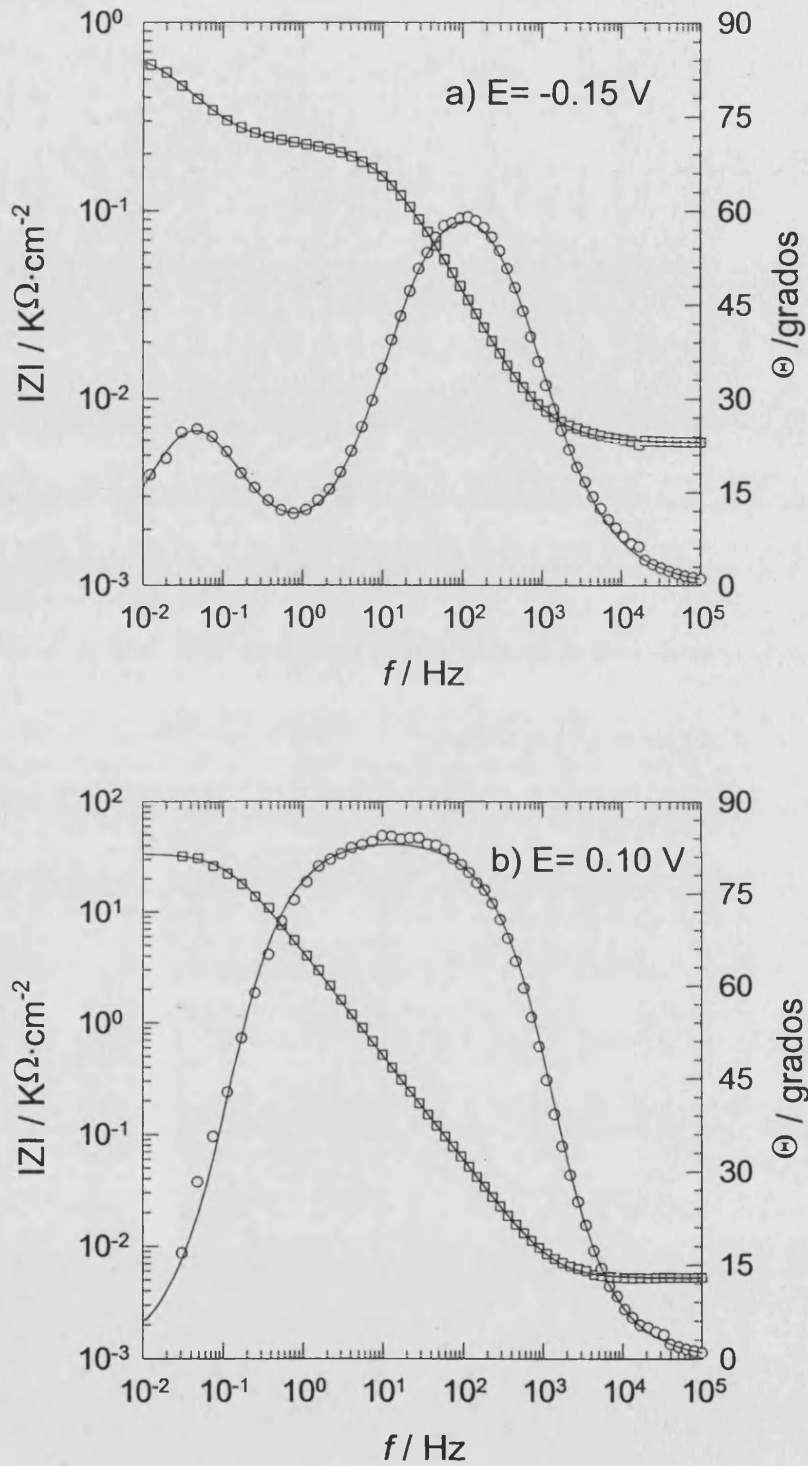 a) E= -0.15 V
|Z| / KΩ·cm⁻²
10⁰
10⁻¹
10⁻²
10⁻³
90
75
60
45
30
15
0
Θ /grados
10⁻² 10⁻¹ 10⁰ 10¹ 10² 10³ 10⁴ 10⁵
f / Hz
b) E= 0.10 V
|Z| / KΩ·cm⁻²
10²
10¹
10⁰
10⁻¹
10⁻²
10⁻³
90
75
60
45
30
15
0
Θ / grados
10⁻² 10⁻¹ 10⁰ 10¹ 10² 10³ 10⁴ 10⁵
f / Hz